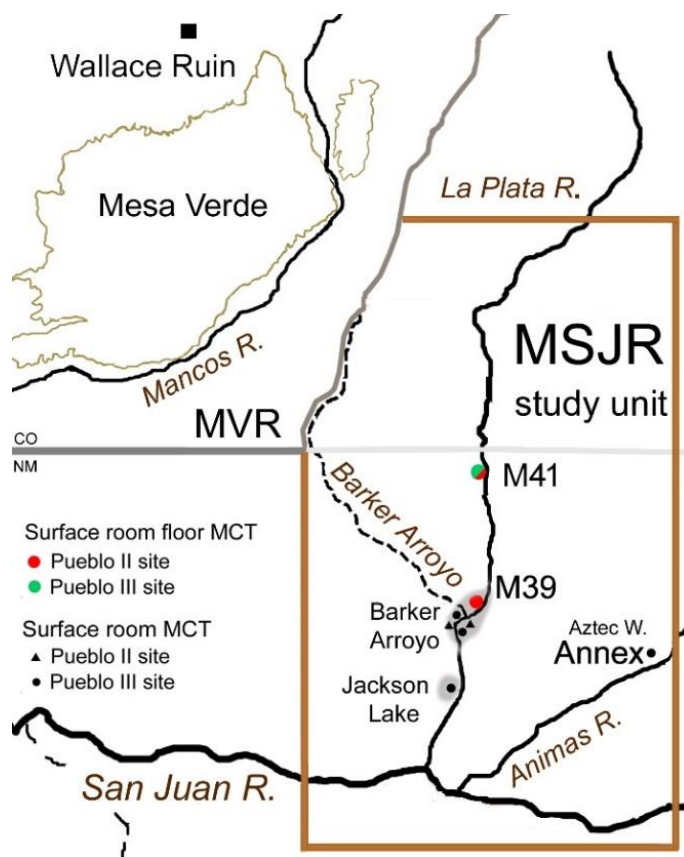 Wallace Ruin
La Plata R.
Mesa Verde
MSJR
study unit
Mancos R.
MVR
CO
NM
M41
Barker Arroyo
Surface room floor MCT
Pueblo II site
Pueblo III site
M39
Barker
Arroyo
Surface room MCT
Pueblo II site
Pueblo III site
Aztec W.
Annex
Jackson
Lake
Animas R.
San Juan R.